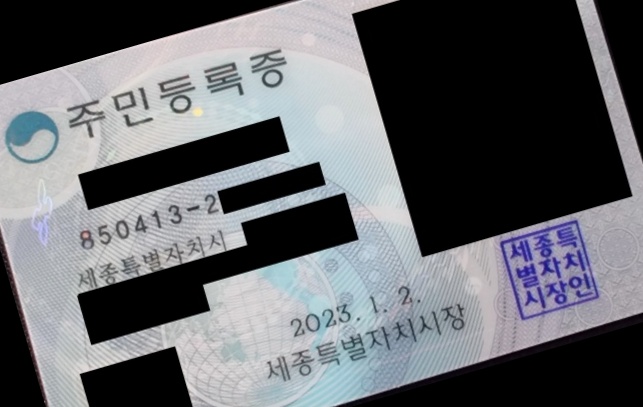 주민등록증
850413-2
세종특별자치시
2023. 1. 2.
세종특별자치시장
세종특
별자치
시장인